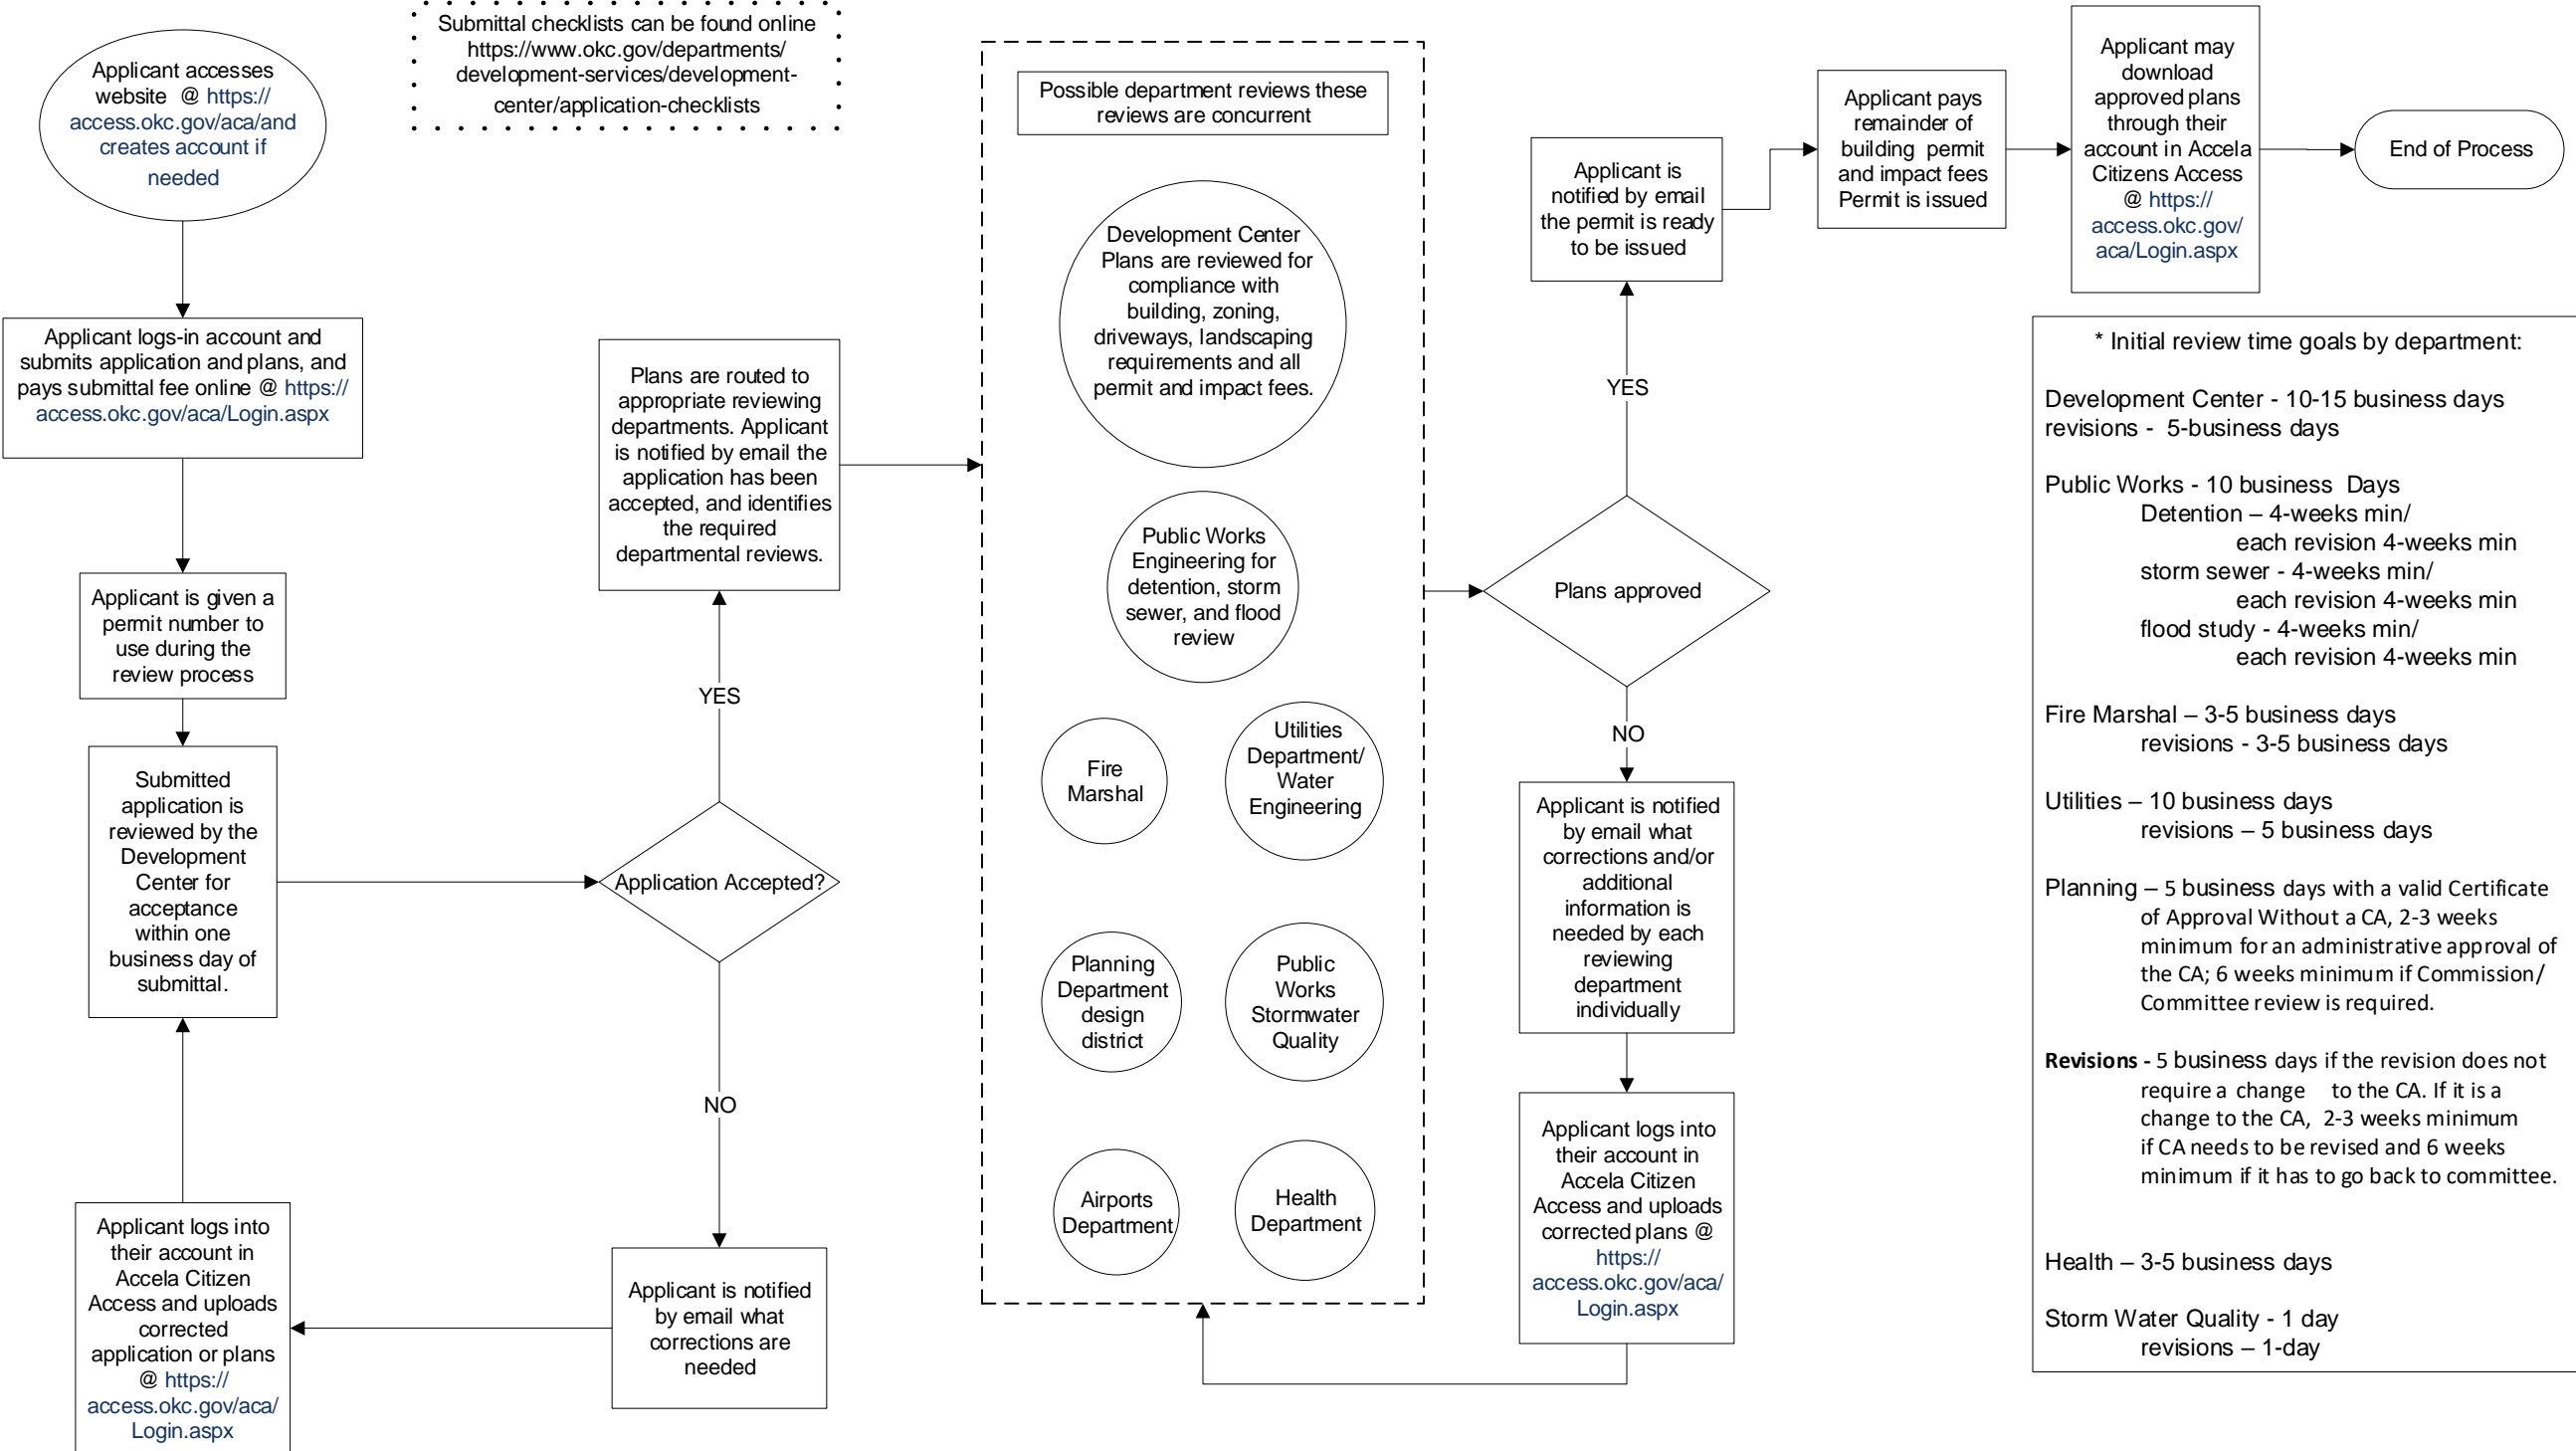 Applicant accesses
website @ https://
access.okc.gov/aca/and
creates account if
needed
Submittal checklists can be found online
https://www.okc.gov/departments/
development-services/development-
center/application-checklists
Applicant logs-in account and
submits application and plans, and
pays submittal fee online @ https://
access.okc.gov/aca/Login.aspx
Applicant is given a
permit number to
use during the
review process
Submitted
application is
reviewed by the
Development
Center for
acceptance
within one
business day of
submittal.
Application Accepted?
YES
NO
Applicant is notified
by email what
corrections are
needed
Applicant logs into
their account in
Accela Citizen
Access and uploads
corrected
application or plans
@ https://
access.okc.gov/aca/
Login.aspx
Plans are routed to
appropriate reviewing
departments. Applicant
is notified by email the
application has been
accepted, and identifies
the required
departmental reviews.
Possible department reviews these
reviews are concurrent
Development Center
Plans are reviewed for
compliance with
building, zoning,
driveways, landscaping
requirements and all
permit and impact fees.
Public Works
Engineering for
detention, storm
sewer, and flood
review
Fire
Marshal
Utilities
Department/
Water
Engineering
Planning
Department
design
district
Public
Works
Stormwater
Quality
Airports
Department
Health
Department
Plans approved
YES
NO
Applicant is notified
by email what
corrections and/or
additional
information is
needed by each
reviewing
department
individually
Applicant logs into
their account in
Accela Citizen
Access and uploads
corrected plans @
https://
access.okc.gov/aca/
Login.aspx
Applicant is
notified by email
the permit is ready
to be issued
Applicant pays
remainder of
building permit
and impact fees
Permit is issued
Applicant may
download
approved plans
through their
account in Accela
Citizens Access
@ https://
access.okc.gov/
aca/Login.aspx
End of Process
* Initial review time goals by department:
Development Center - 10-15 business days
revisions - 5-business days
Public Works - 10 business Days
Detention – 4-weeks min/
each revision 4-weeks min
storm sewer - 4-weeks min/
each revision 4-weeks min
flood study - 4-weeks min/
each revision 4-weeks min
Fire Marshal – 3-5 business days
revisions - 3-5 business days
Utilities – 10 business days
revisions – 5 business days
Planning – 5 business days with a valid Certificate
of Approval Without a CA, 2-3 weeks
minimum for an administrative approval of
the CA; 6 weeks minimum if Commission/
Committee review is required.
Revisions - 5 business days if the revision does not
require a change to the CA. If it is a
change to the CA, 2-3 weeks minimum
if CA needs to be revised and 6 weeks
minimum if it has to go back to committee.
Health – 3-5 business days
Storm Water Quality - 1 day
revisions – 1-day